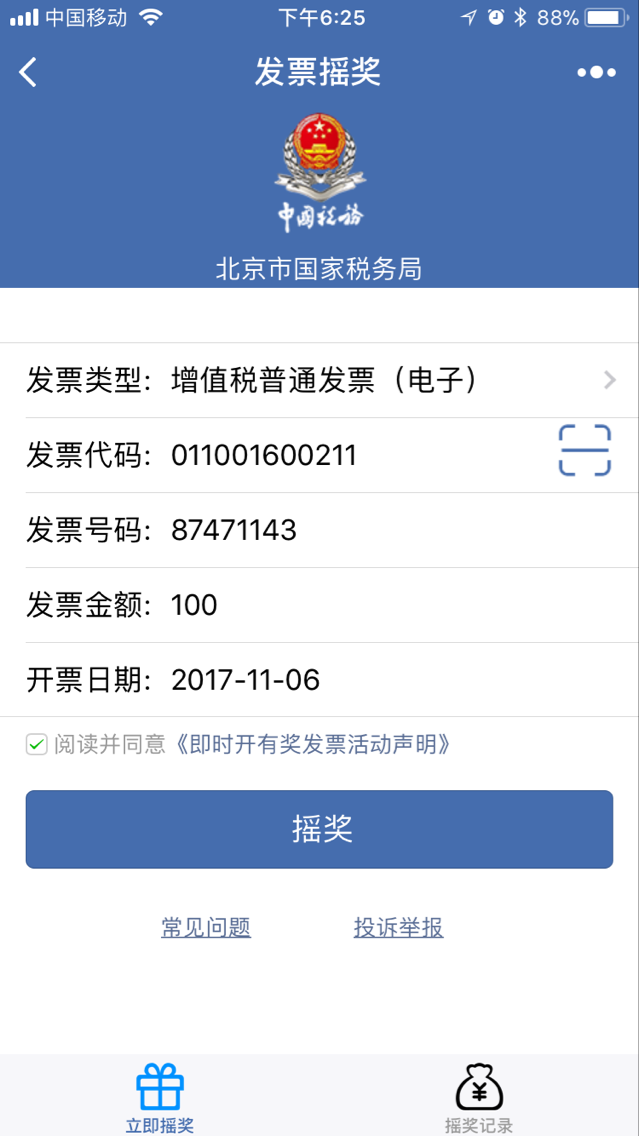 中国移动 下午6:25 88%
发票摇奖
中国税务
北京市国家税务局
发票类型: 增值税普通发票（电子）
发票代码: 011001600211
发票号码: 87471143
发票金额: 100
开票日期: 2017-11-06
阅读并同意《即时开有奖发票活动声明》
摇奖
常见问题 投诉举报
¥
立即摇奖 摇奖记录